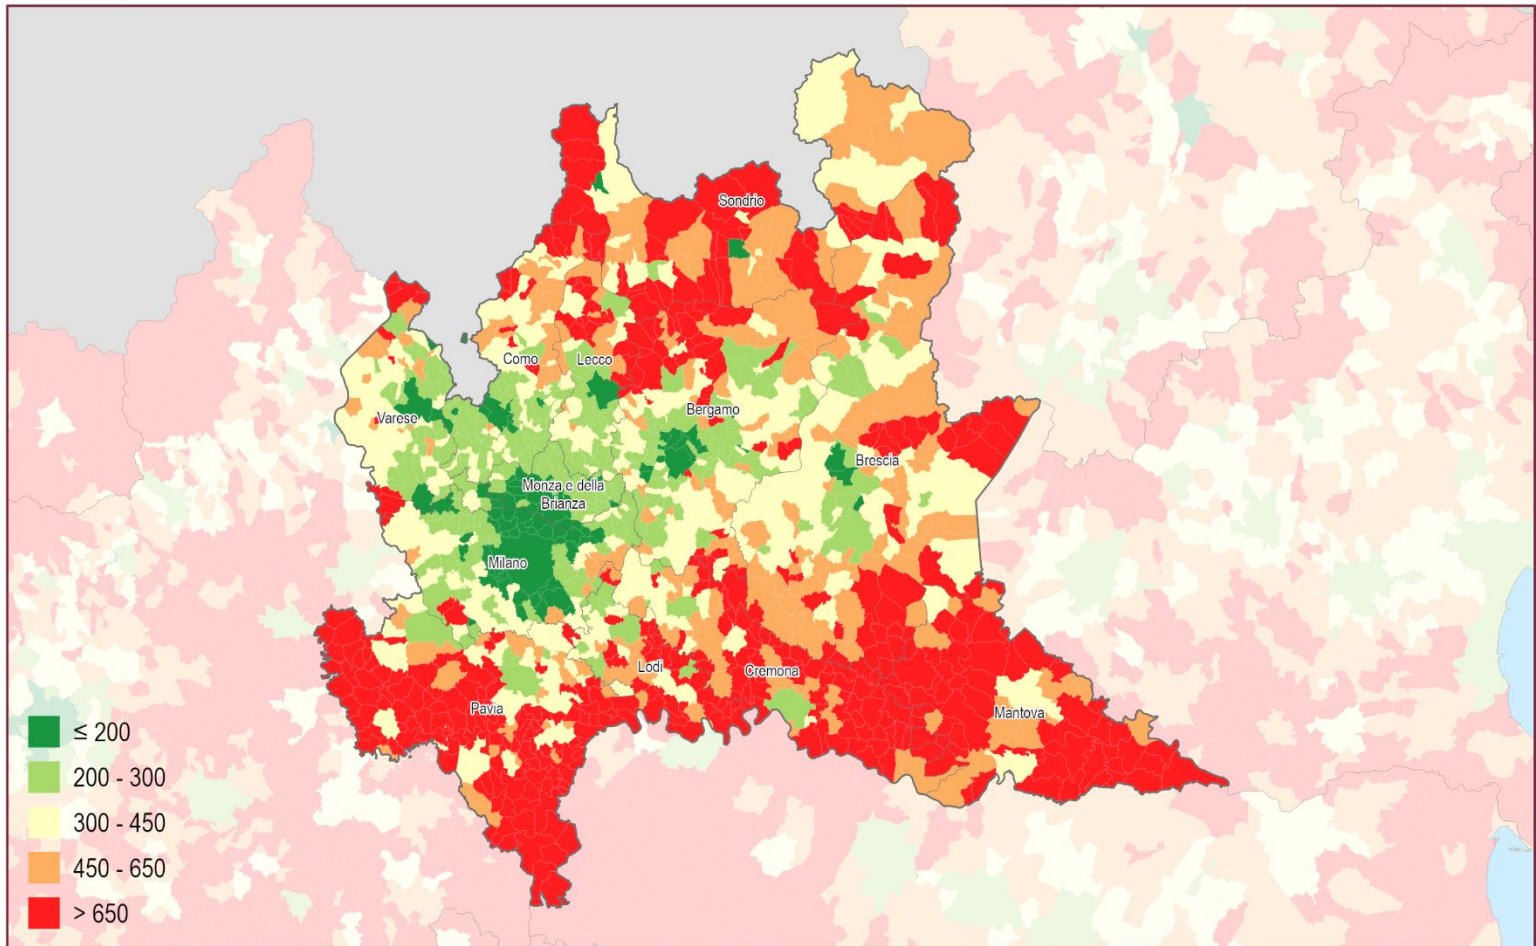 Sondrio
Como
Lecco
Varese
Bergamo
Brescia
Monza e della
Brianza
Milano
Lodi
Cremona
Pavia
Mantova
≤ 200
200 - 300
300 - 450
450 - 650
> 650